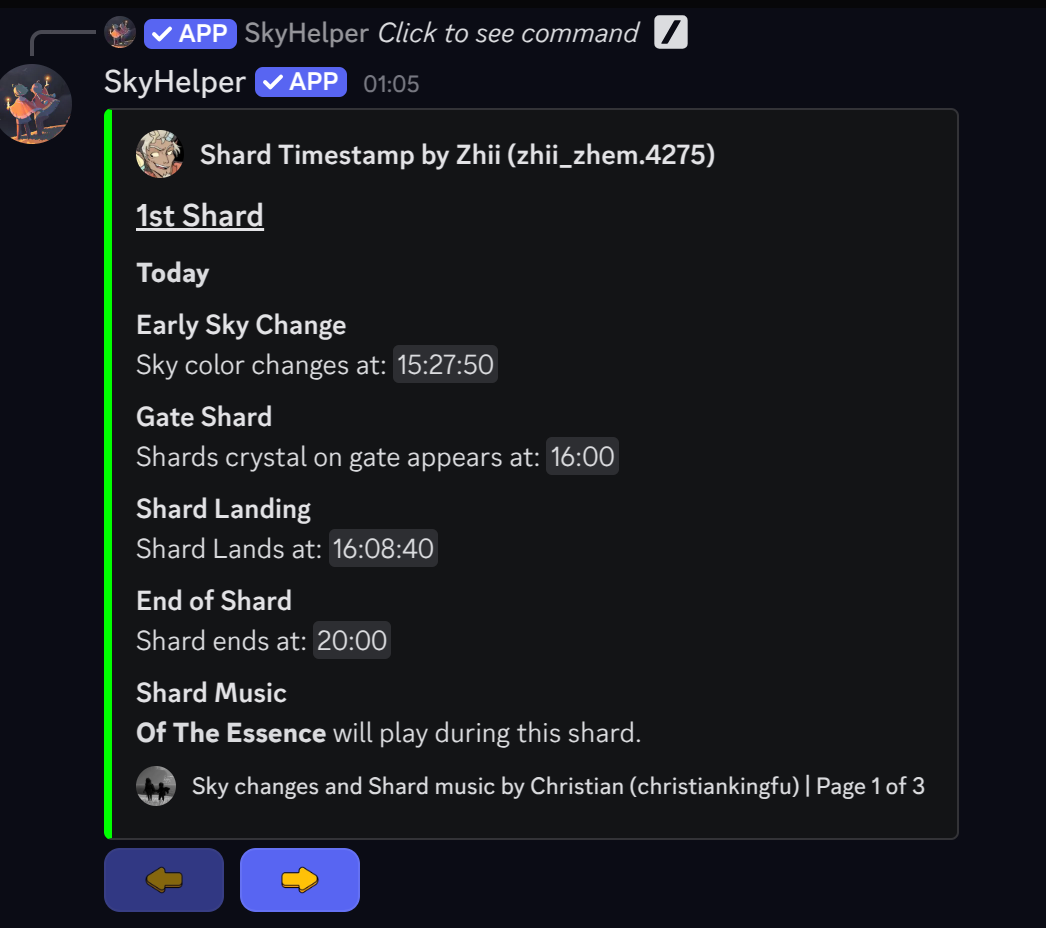 APP SkyHelper Click to see command
SkyHelper APP 01:05
Shard Timestamp by Zhii (zhii_zhem.4275)
1st Shard
Today
Early Sky Change
Sky color changes at: 15:27:50
Gate Shard
Shards crystal on gate appears at: 16:00
Shard Landing
Shard Lands at: 16:08:40
End of Shard
Shard ends at: 20:00
Shard Music
Of The Essence will play during this shard.
Sky changes and Shard music by Christian (christiankingfu) | Page 1 of 3